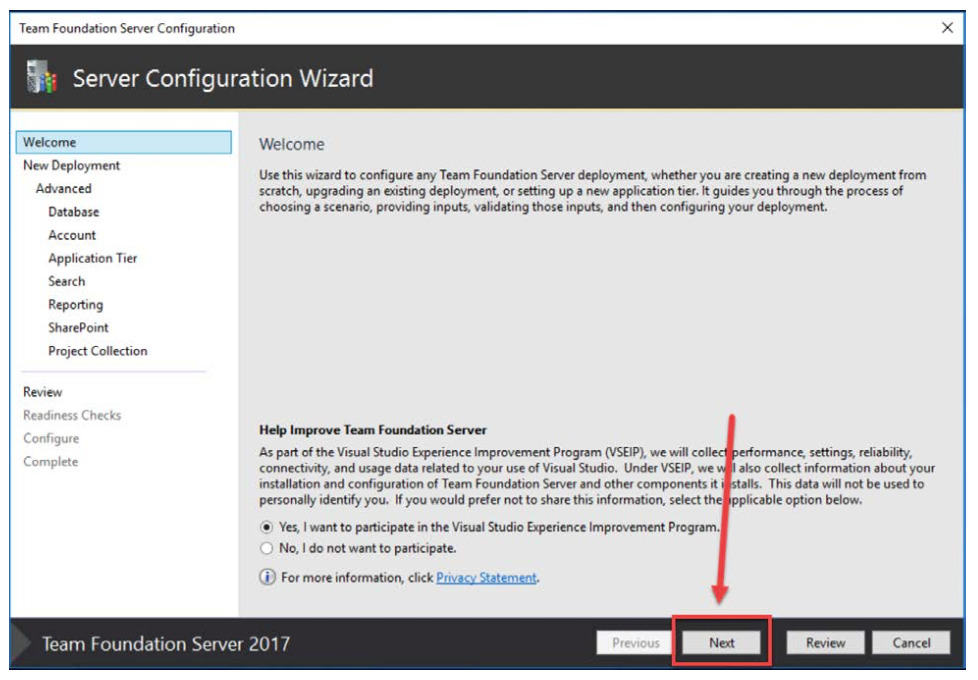 Team Foundation Server Configuration
Server Configuration Wizard
Welcome
New Deployment
Advanced
Database
Account
Application Tier
Search
Reporting
SharePoint
Project Collection
Review
Readiness Checks
Configure
Complete
Welcome
Use this wizard to configure any Team Foundation Server deployment, whether you are creating a new deployment from
scratch, upgrading an existing deployment, or setting up a new application tier. It guides you through the process of
choosing a scenario, providing inputs, validating those inputs, and then configuring your deployment.
Help Improve Team Foundation Server
As part of the Visual Studio Experience Improvement Program (VSEIP), we will collect performance, settings, reliability,
connectivity, and usage data related to your use of Visual Studio. Under VSEIP, we will also collect information about your
installation and configuration of Team Foundation Server and other components it installs. This data will not be used to
personally identify you. If you would prefer not to share this information, select the applicable option below.
Yes, I want to participate in the Visual Studio Experience Improvement Program.
No, I do not want to participate.
For more information, click Privacy Statement.
Team Foundation Server 2017
Previous
Next
Review
Cancel